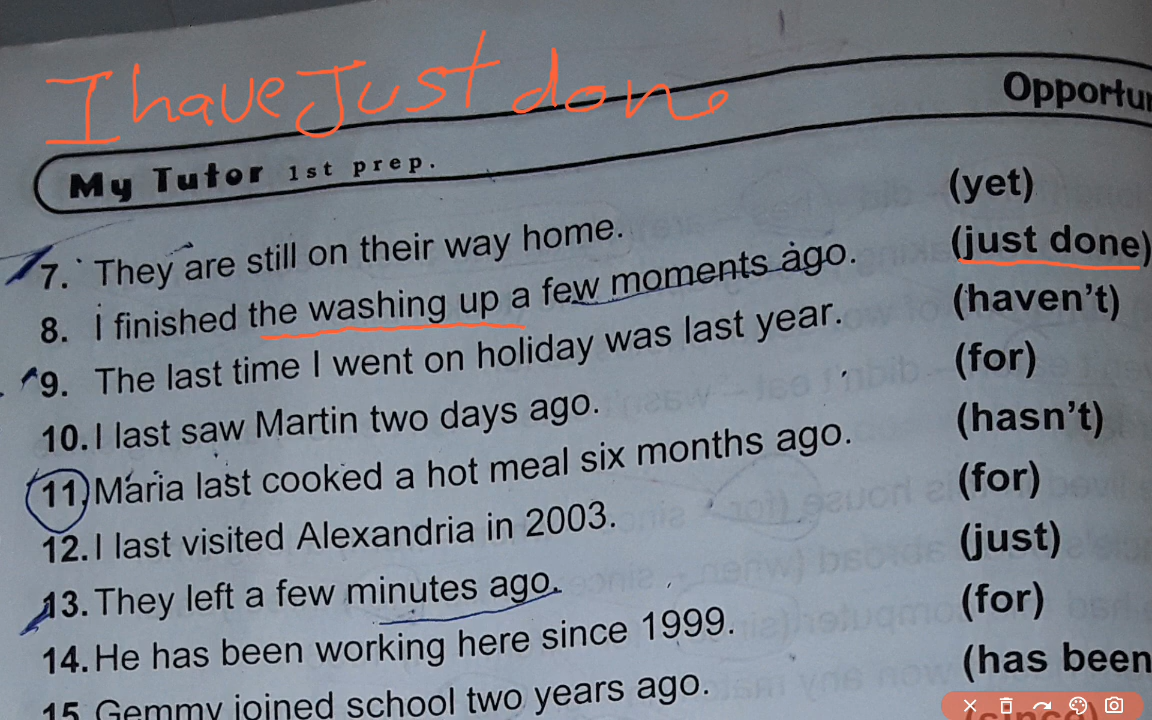 I have Just don
Opportu
My Tutor 1st prep.
7. They are still on their way home. (yet)
8. I finished the washing up a few moments ago. (just done)
9. The last time I went on holiday was last year. (haven't)
10. I last saw Martin two days ago. (for)
11. Maria last cooked a hot meal six months ago. (hasn't)
12. I last visited Alexandria in 2003. (for)
13. They left a few minutes ago. (just)
14. He has been working here since 1999. (for)
15. Gemmy joined school two years ago. (has been